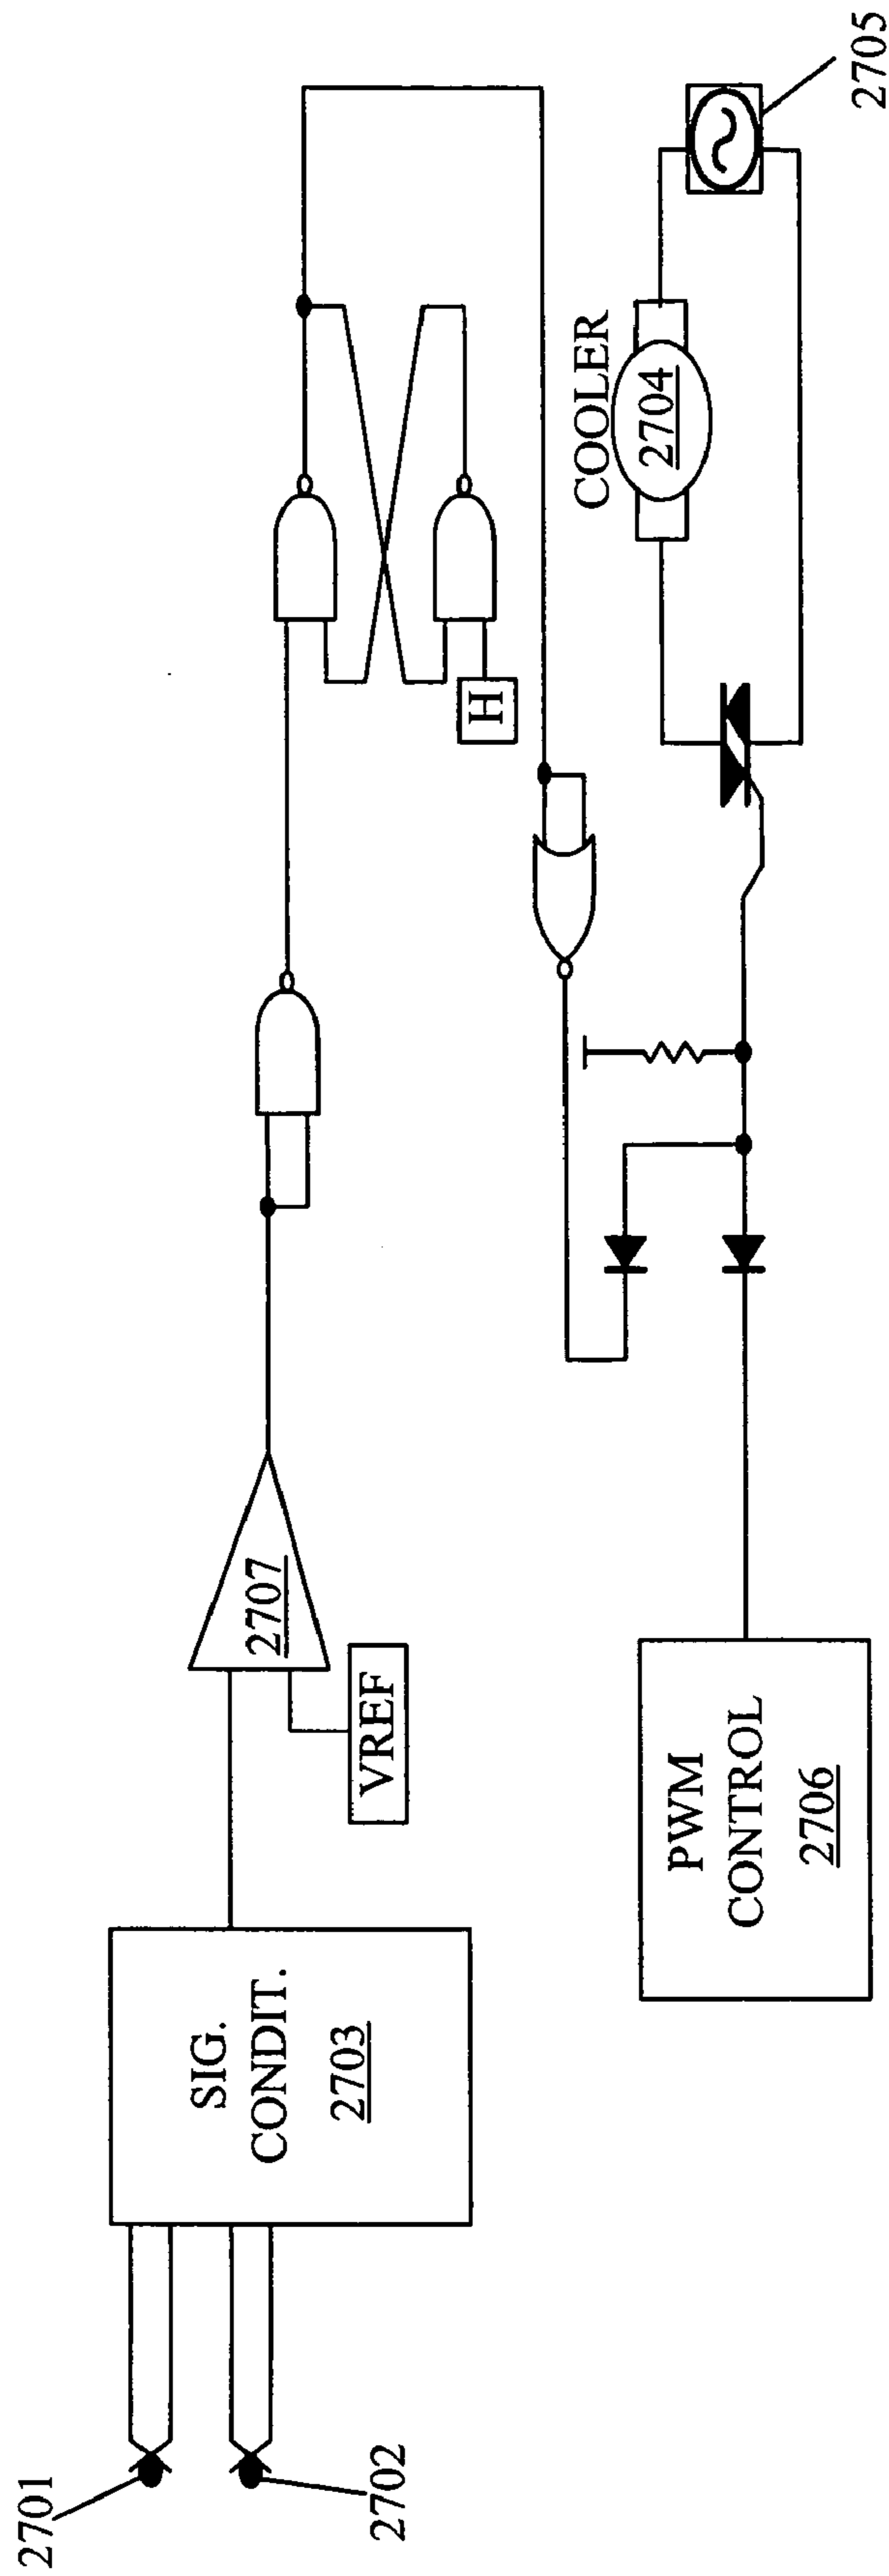 2701
2702
SIG.
CONDIT.
2703
VREF
2707
H
COOLER
2704
2705
PWM
CONTROL
2706